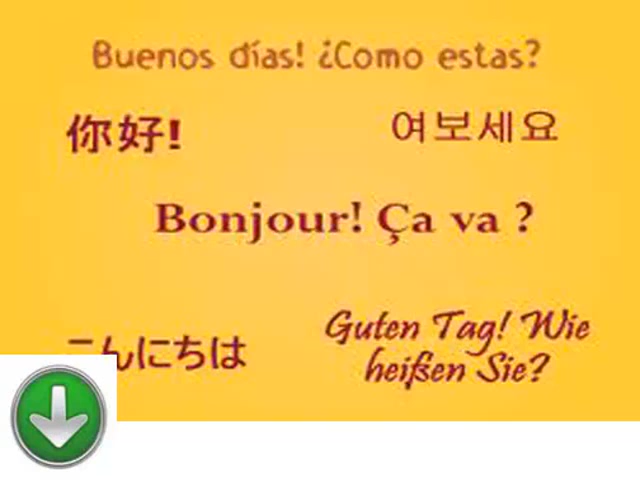 Buenos días! ¿Como estas?
你好!
여보세요
Bonjour! Ça va ?
こんにちは
Guten Tag! Wie
heißen Sie?